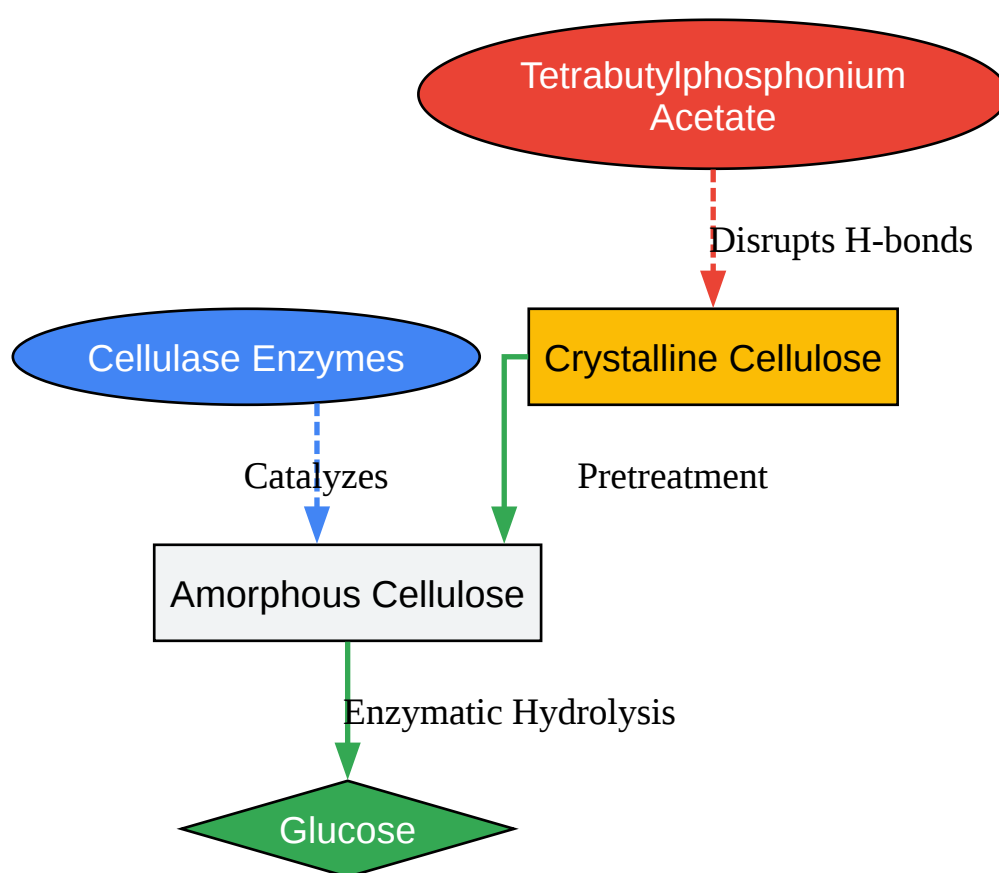 Tetrabutylphosphonium
Acetate
Disrupts H-bonds
Cellulase Enzymes
Crystalline Cellulose
Catalyzes
Pretreatment
Amorphous Cellulose
Enzymatic Hydrolysis
Glucose